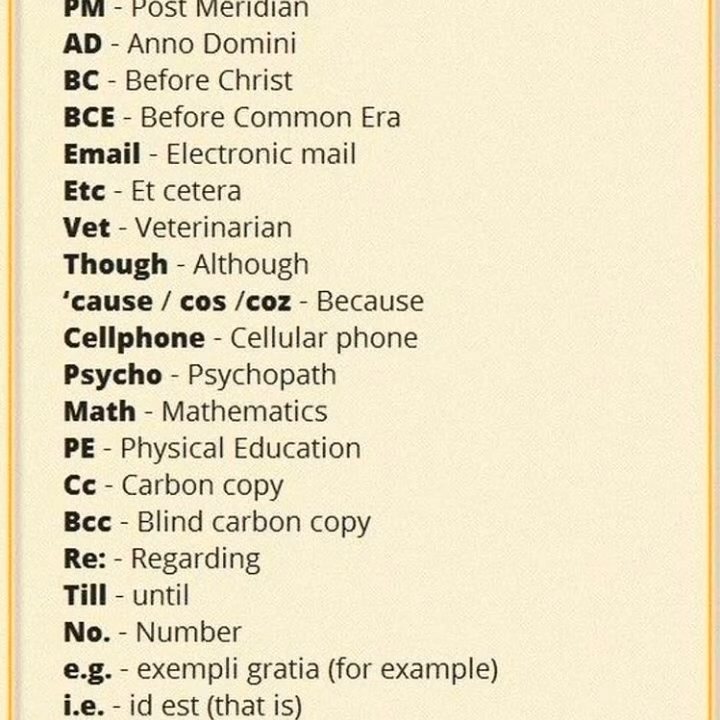 PM - Post Meridian
AD - Anno Domini
BC - Before Christ
BCE - Before Common Era
Email - Electronic mail
Etc - Et cetera
Vet - Veterinarian
Though - Although
‘cause / cos /coz - Because
Cellphone - Cellular phone
Psycho - Psychopath
Math - Mathematics
PE - Physical Education
Cc - Carbon copy
Bcc - Blind carbon copy
Re: - Regarding
Till - until
No. - Number
e.g. - exempli gratia (for example)
i.e. - id est (that is)